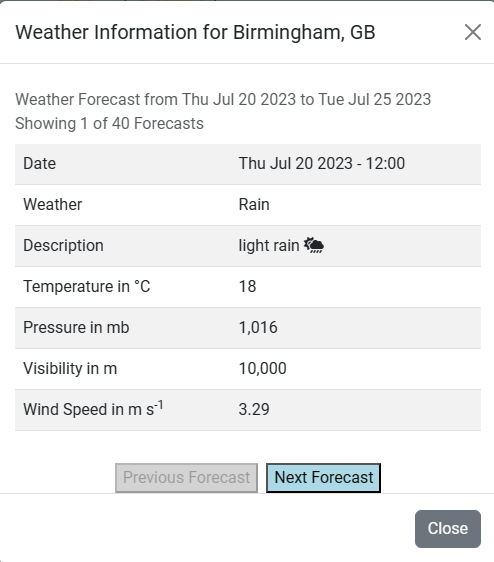 Weather Information for Birmingham, GB
Weather Forecast from Thu Jul 20 2023 to Tue Jul 25 2023
Showing 1 of 40 Forecasts
Date Thu Jul 20 2023 - 12:00
Weather Rain
Description light rain
Temperature in °C 18
Pressure in mb 1,016
Visibility in m 10,000
Wind Speed in m s-1 3.29
Previous Forecast Next Forecast
Close